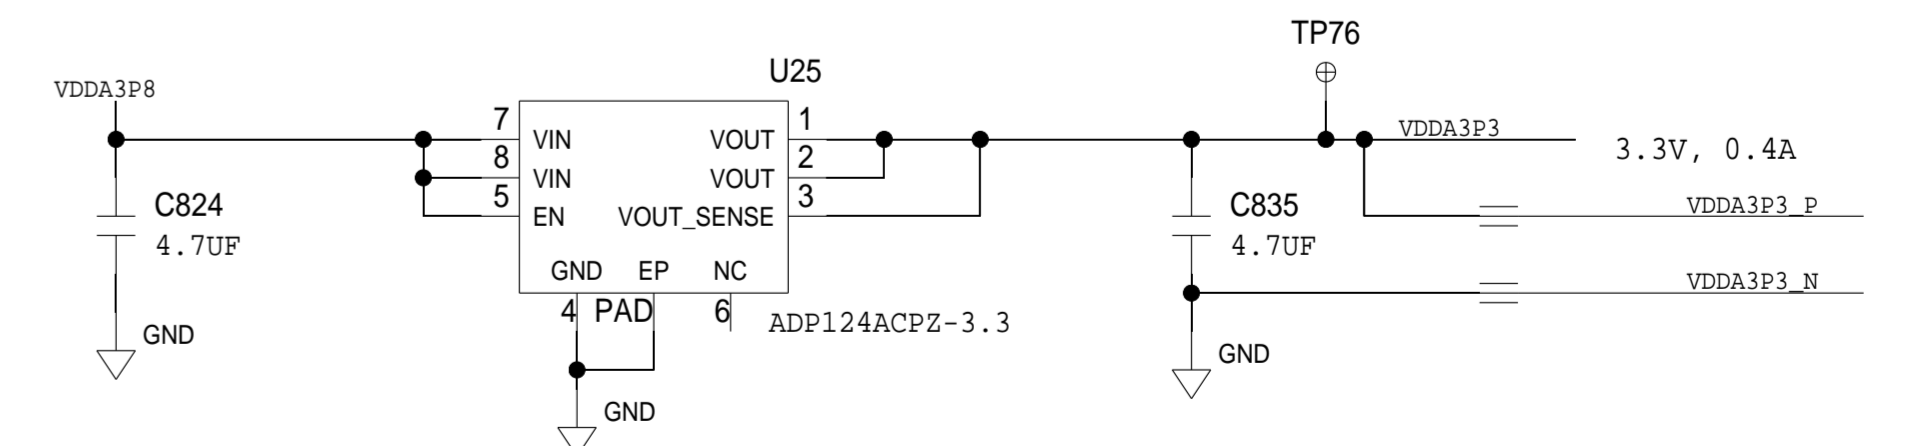 TP76
U25
VDDA3P8
7
1
VIN
VOUT
VDDA3P3
3.3V, 0.4A
8
2
VIN
VOUT
5
3
C824
EN
VOUT_SENSE
C835
VDDA3P3_P
4.7UF
4.7UF
GND
EP
NC
VDDA3P3_N
4
PAD
6
ADP124ACPZ-3.3
GND
GND
GND